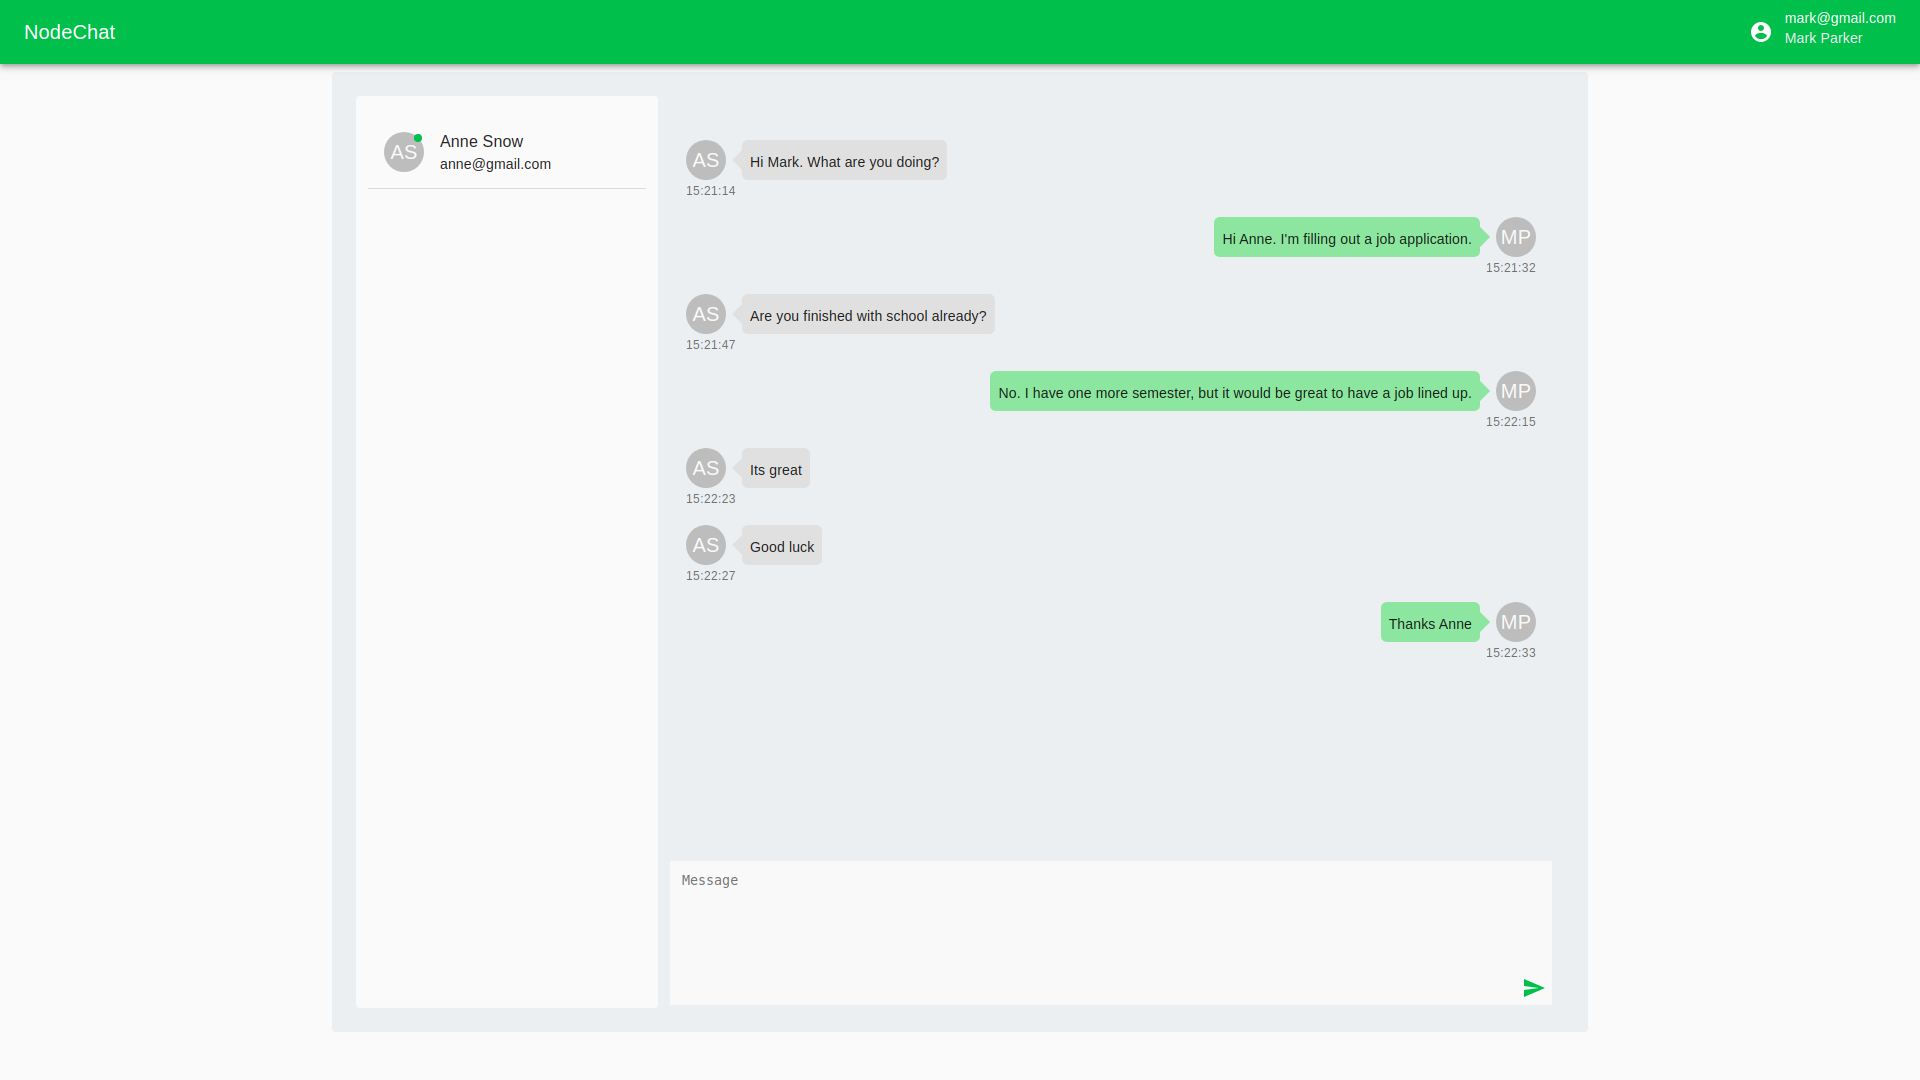 NodeChat
mark@gmail.com
Mark Parker
AS
Anne Snow
anne@gmail.com
AS
Hi Mark. What are you doing?
15:21:14
Hi Anne. I'm filling out a job application.
MP
15:21:32
AS
Are you finished with school already?
15:21:47
No. I have one more semester, but it would be great to have a job lined up.
MP
15:22:15
AS
Its great
15:22:23
AS
Good luck
15:22:27
Thanks Anne
MP
15:22:33
Message